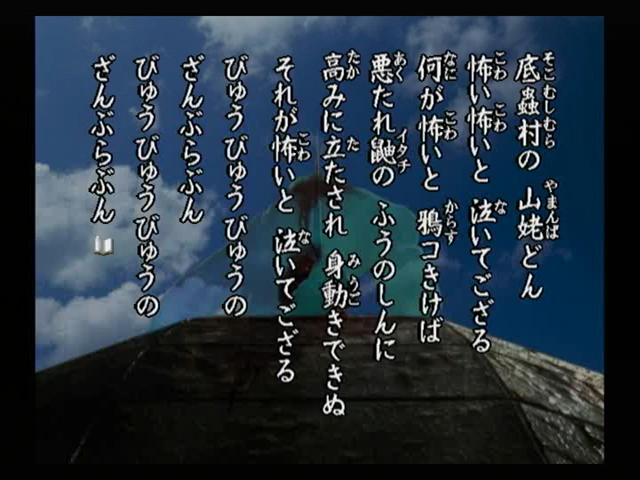 底蟲村の 山姥どん
怖い怖いと 泣いてござる
何が怖いと 鴉コきけば
悪たれ鼬の ふうのしんに
高みに立たされ 身動きできぬ
それが怖いと 泣いてござる
びゅうびゅうびゅうの
ざんぶらぶん
びゅうびゅうびゅうの
ざんぶらぶん